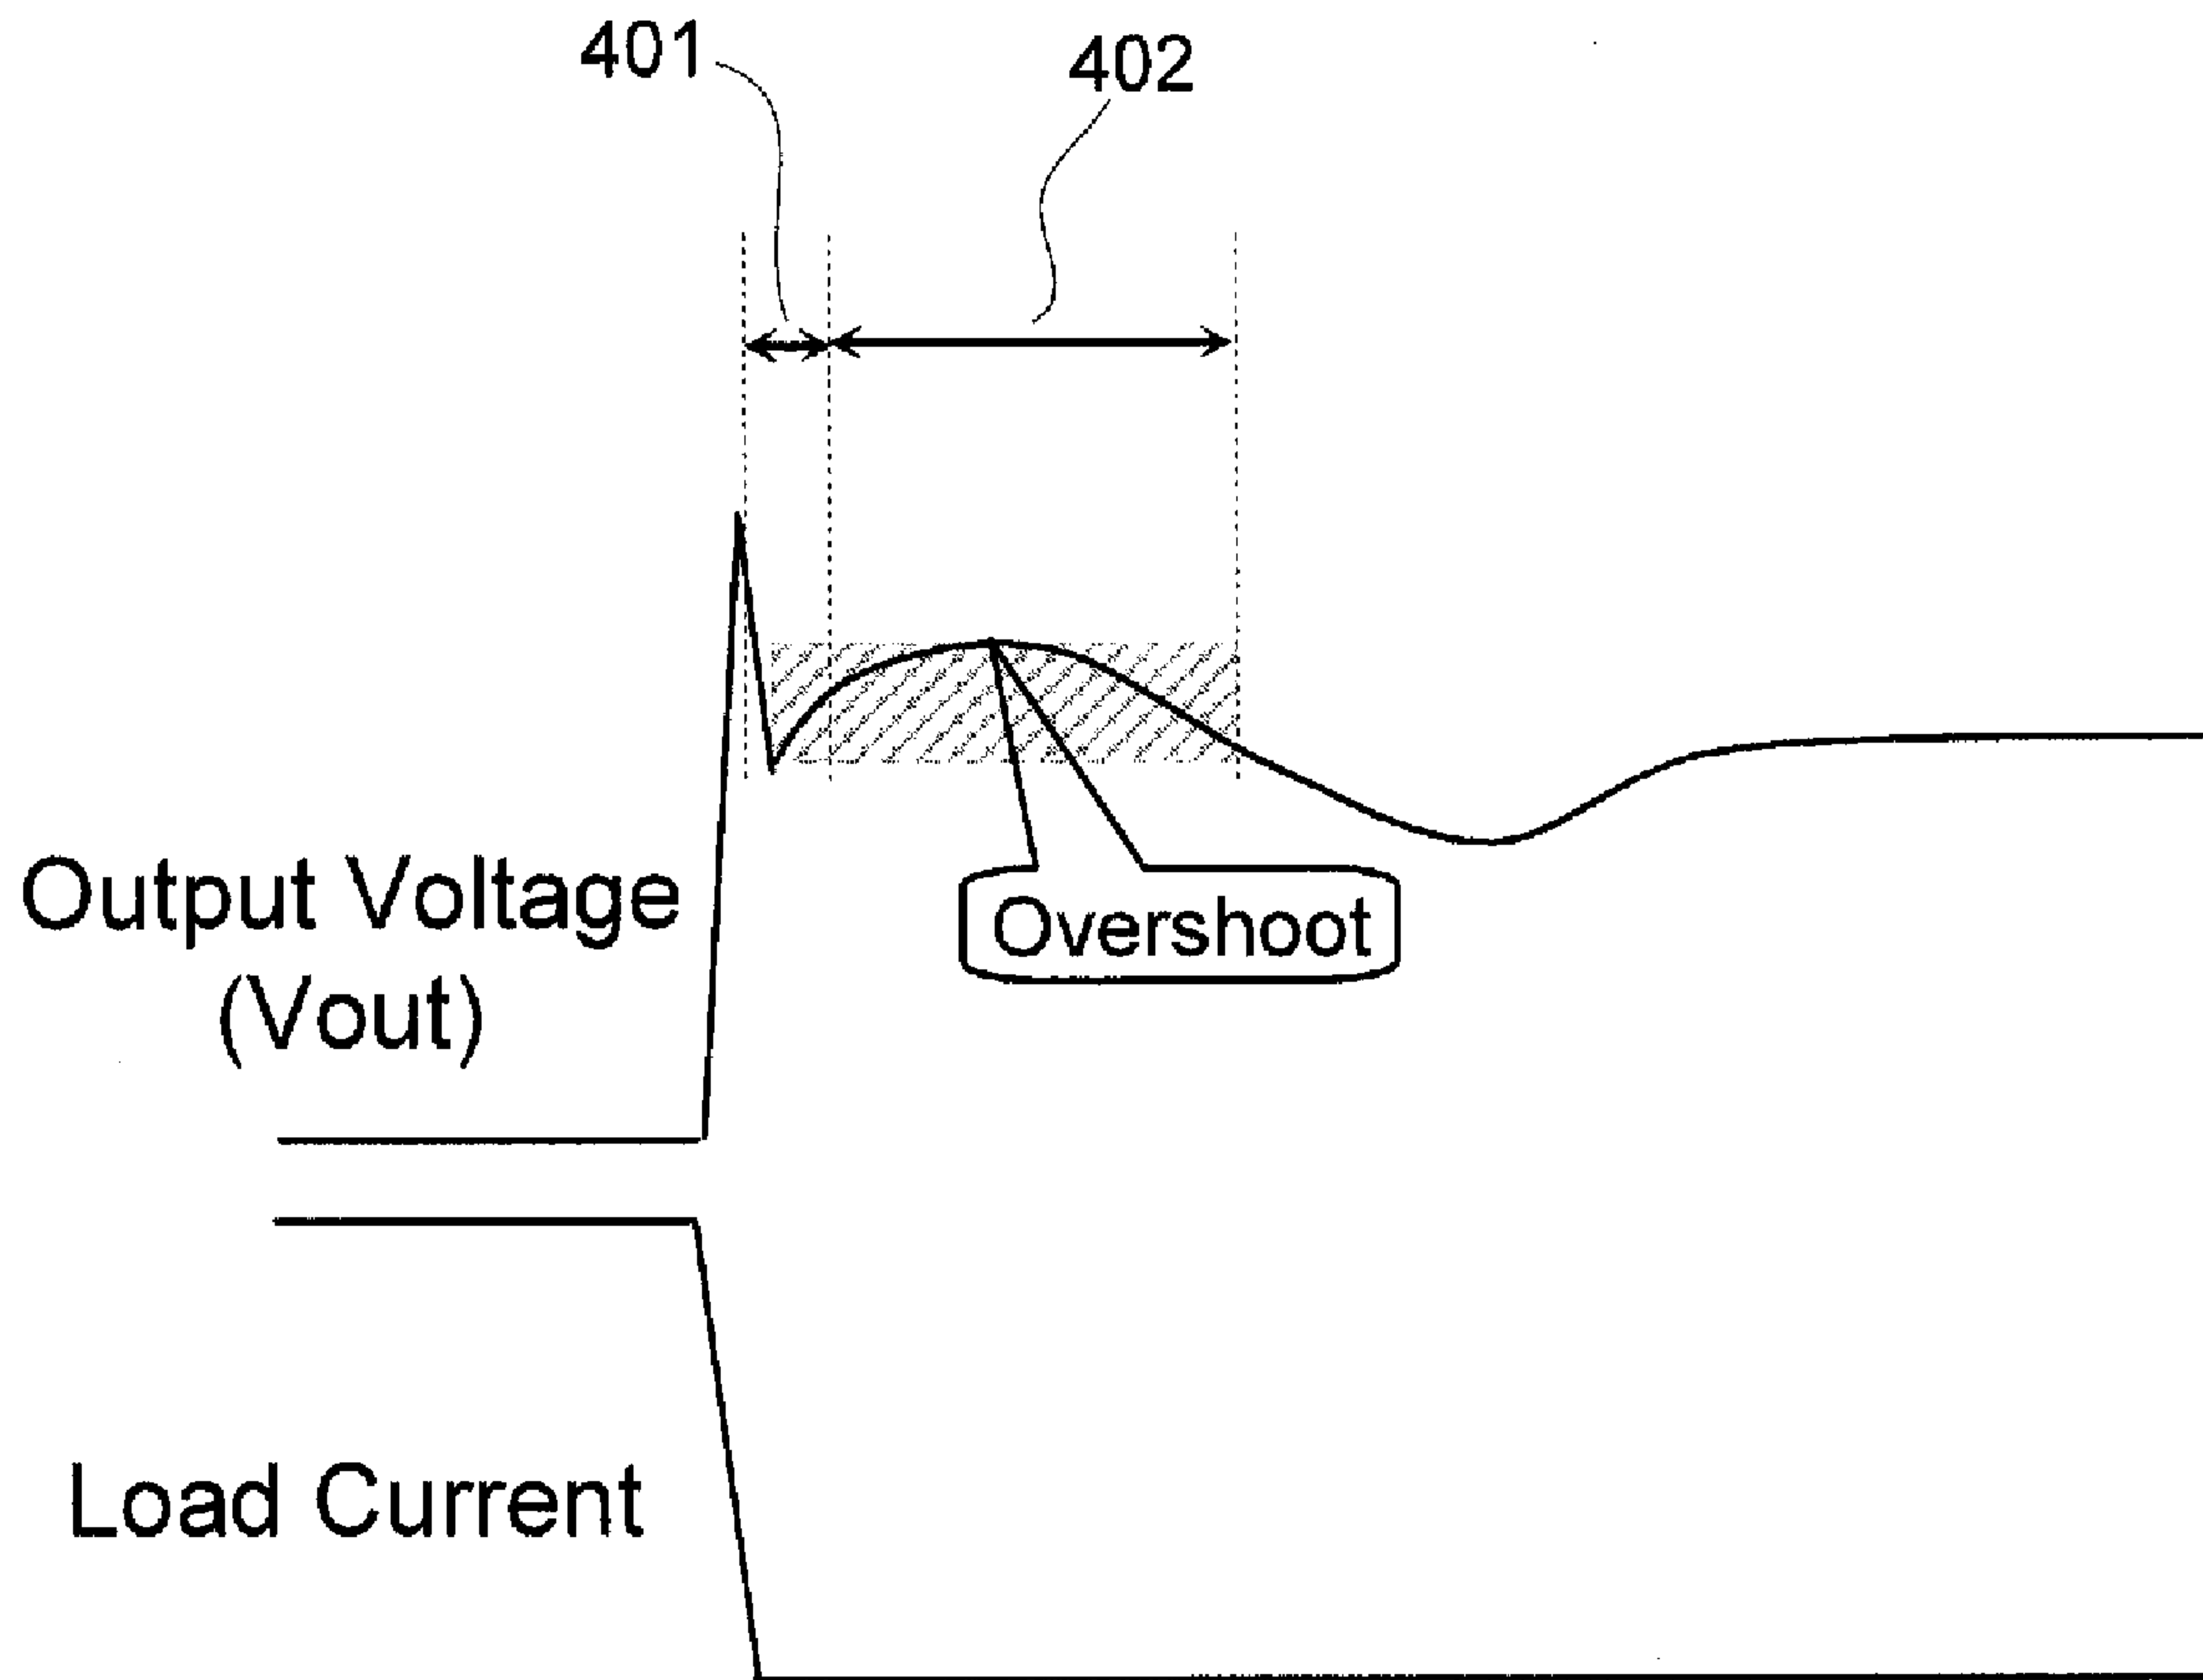 401
402
Output Voltage
(Vout)
Overshoot
Load Current